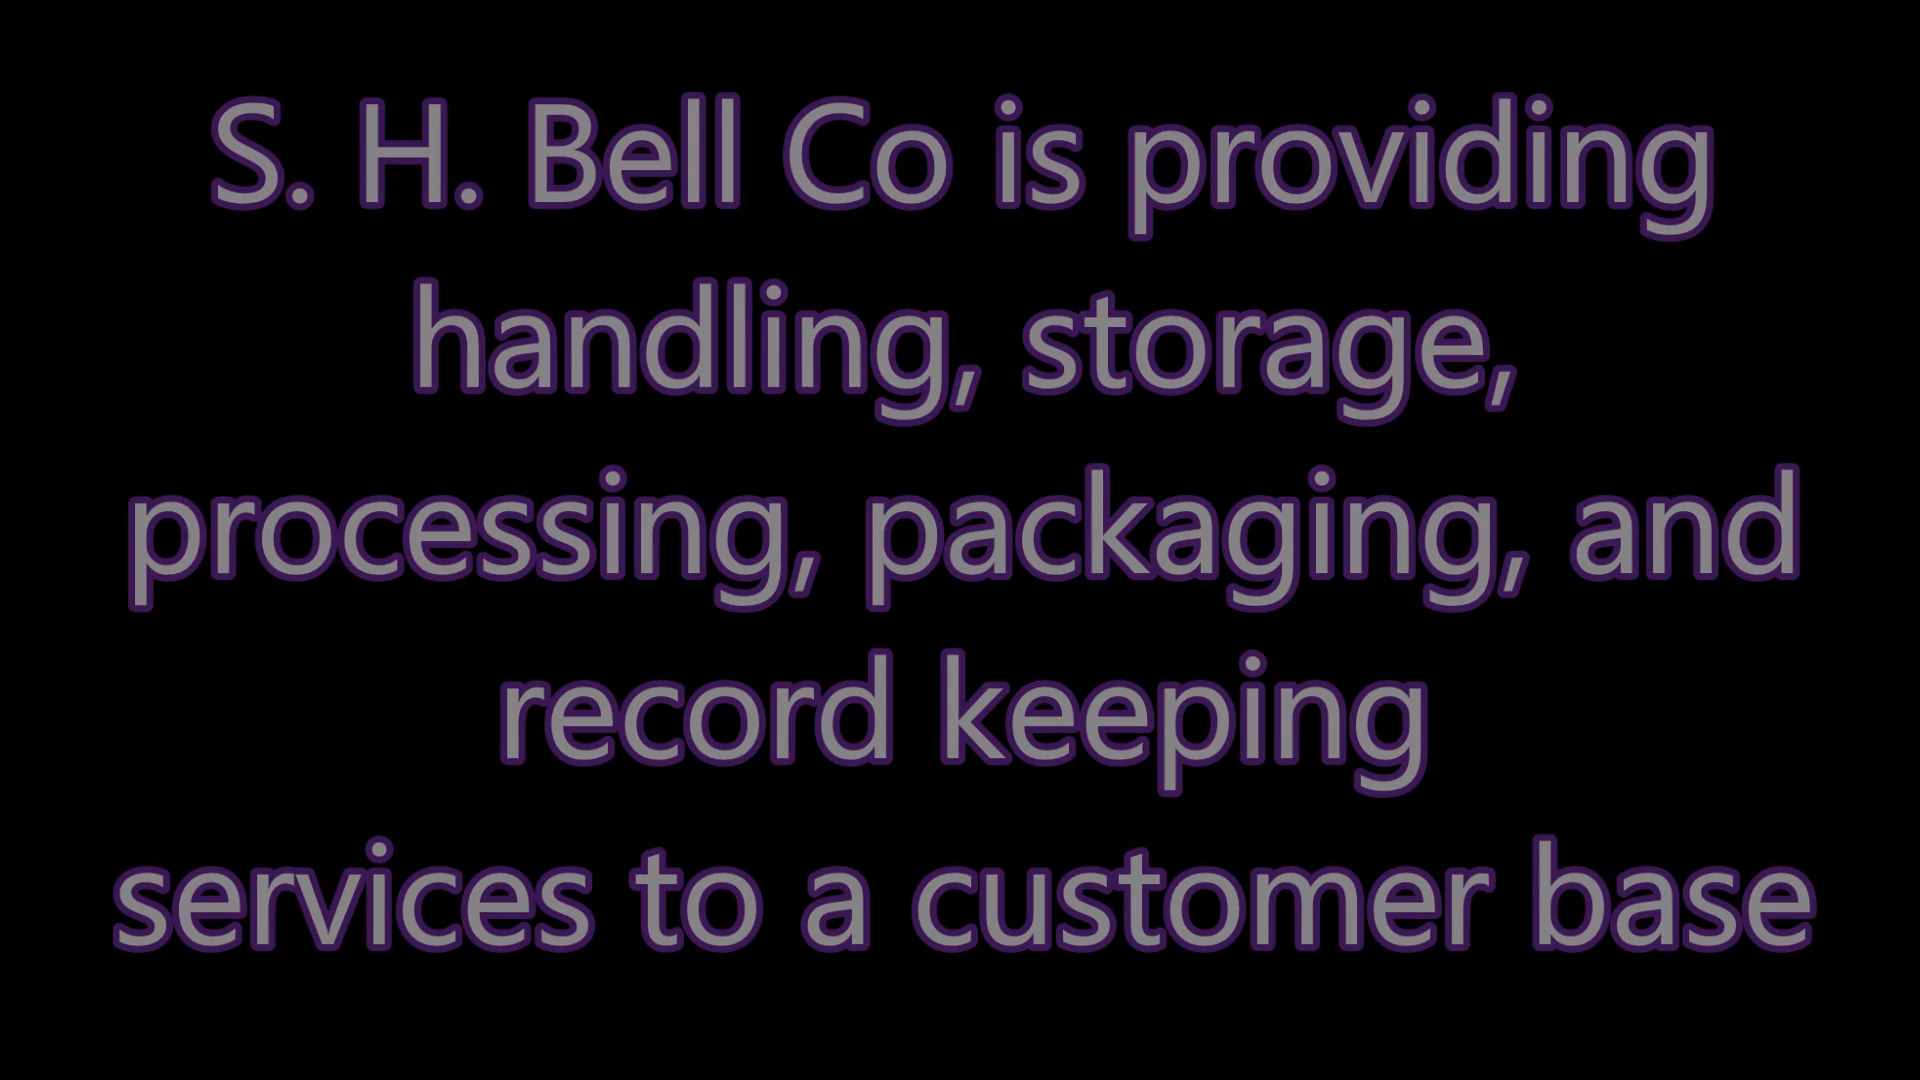 S. H. Bell Co is providing
handling, storage,
processing, packaging, and
record keeping
services to a customer base